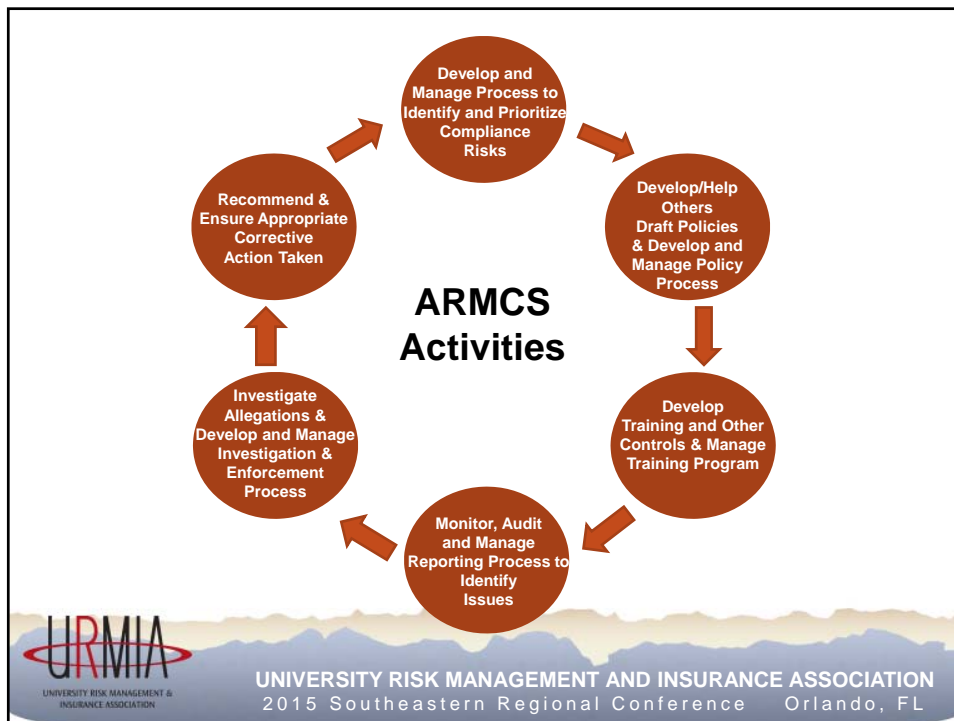 Develop and
Manage Process to
Identify and Prioritize
Compliance
Risks
Develop/Help
Others
Draft Policies
& Develop and
Manage Policy
Process
Develop
Training and Other
Controls & Manage
Training Program
Monitor, Audit
and Manage
Reporting Process to
Identify
Issues
Investigate
Allegations &
Develop and Manage
Investigation &
Enforcement
Process
Recommend &
Ensure Appropriate
Corrective
Action Taken
ARMCS
Activities
URMIA
UNIVERSITY RISK MANAGEMENT &
INSURANCE ASSOCIATION
UNIVERSITY RISK MANAGEMENT AND INSURANCE ASSOCIATION
2015 Southeastern Regional Conference Orlando, FL